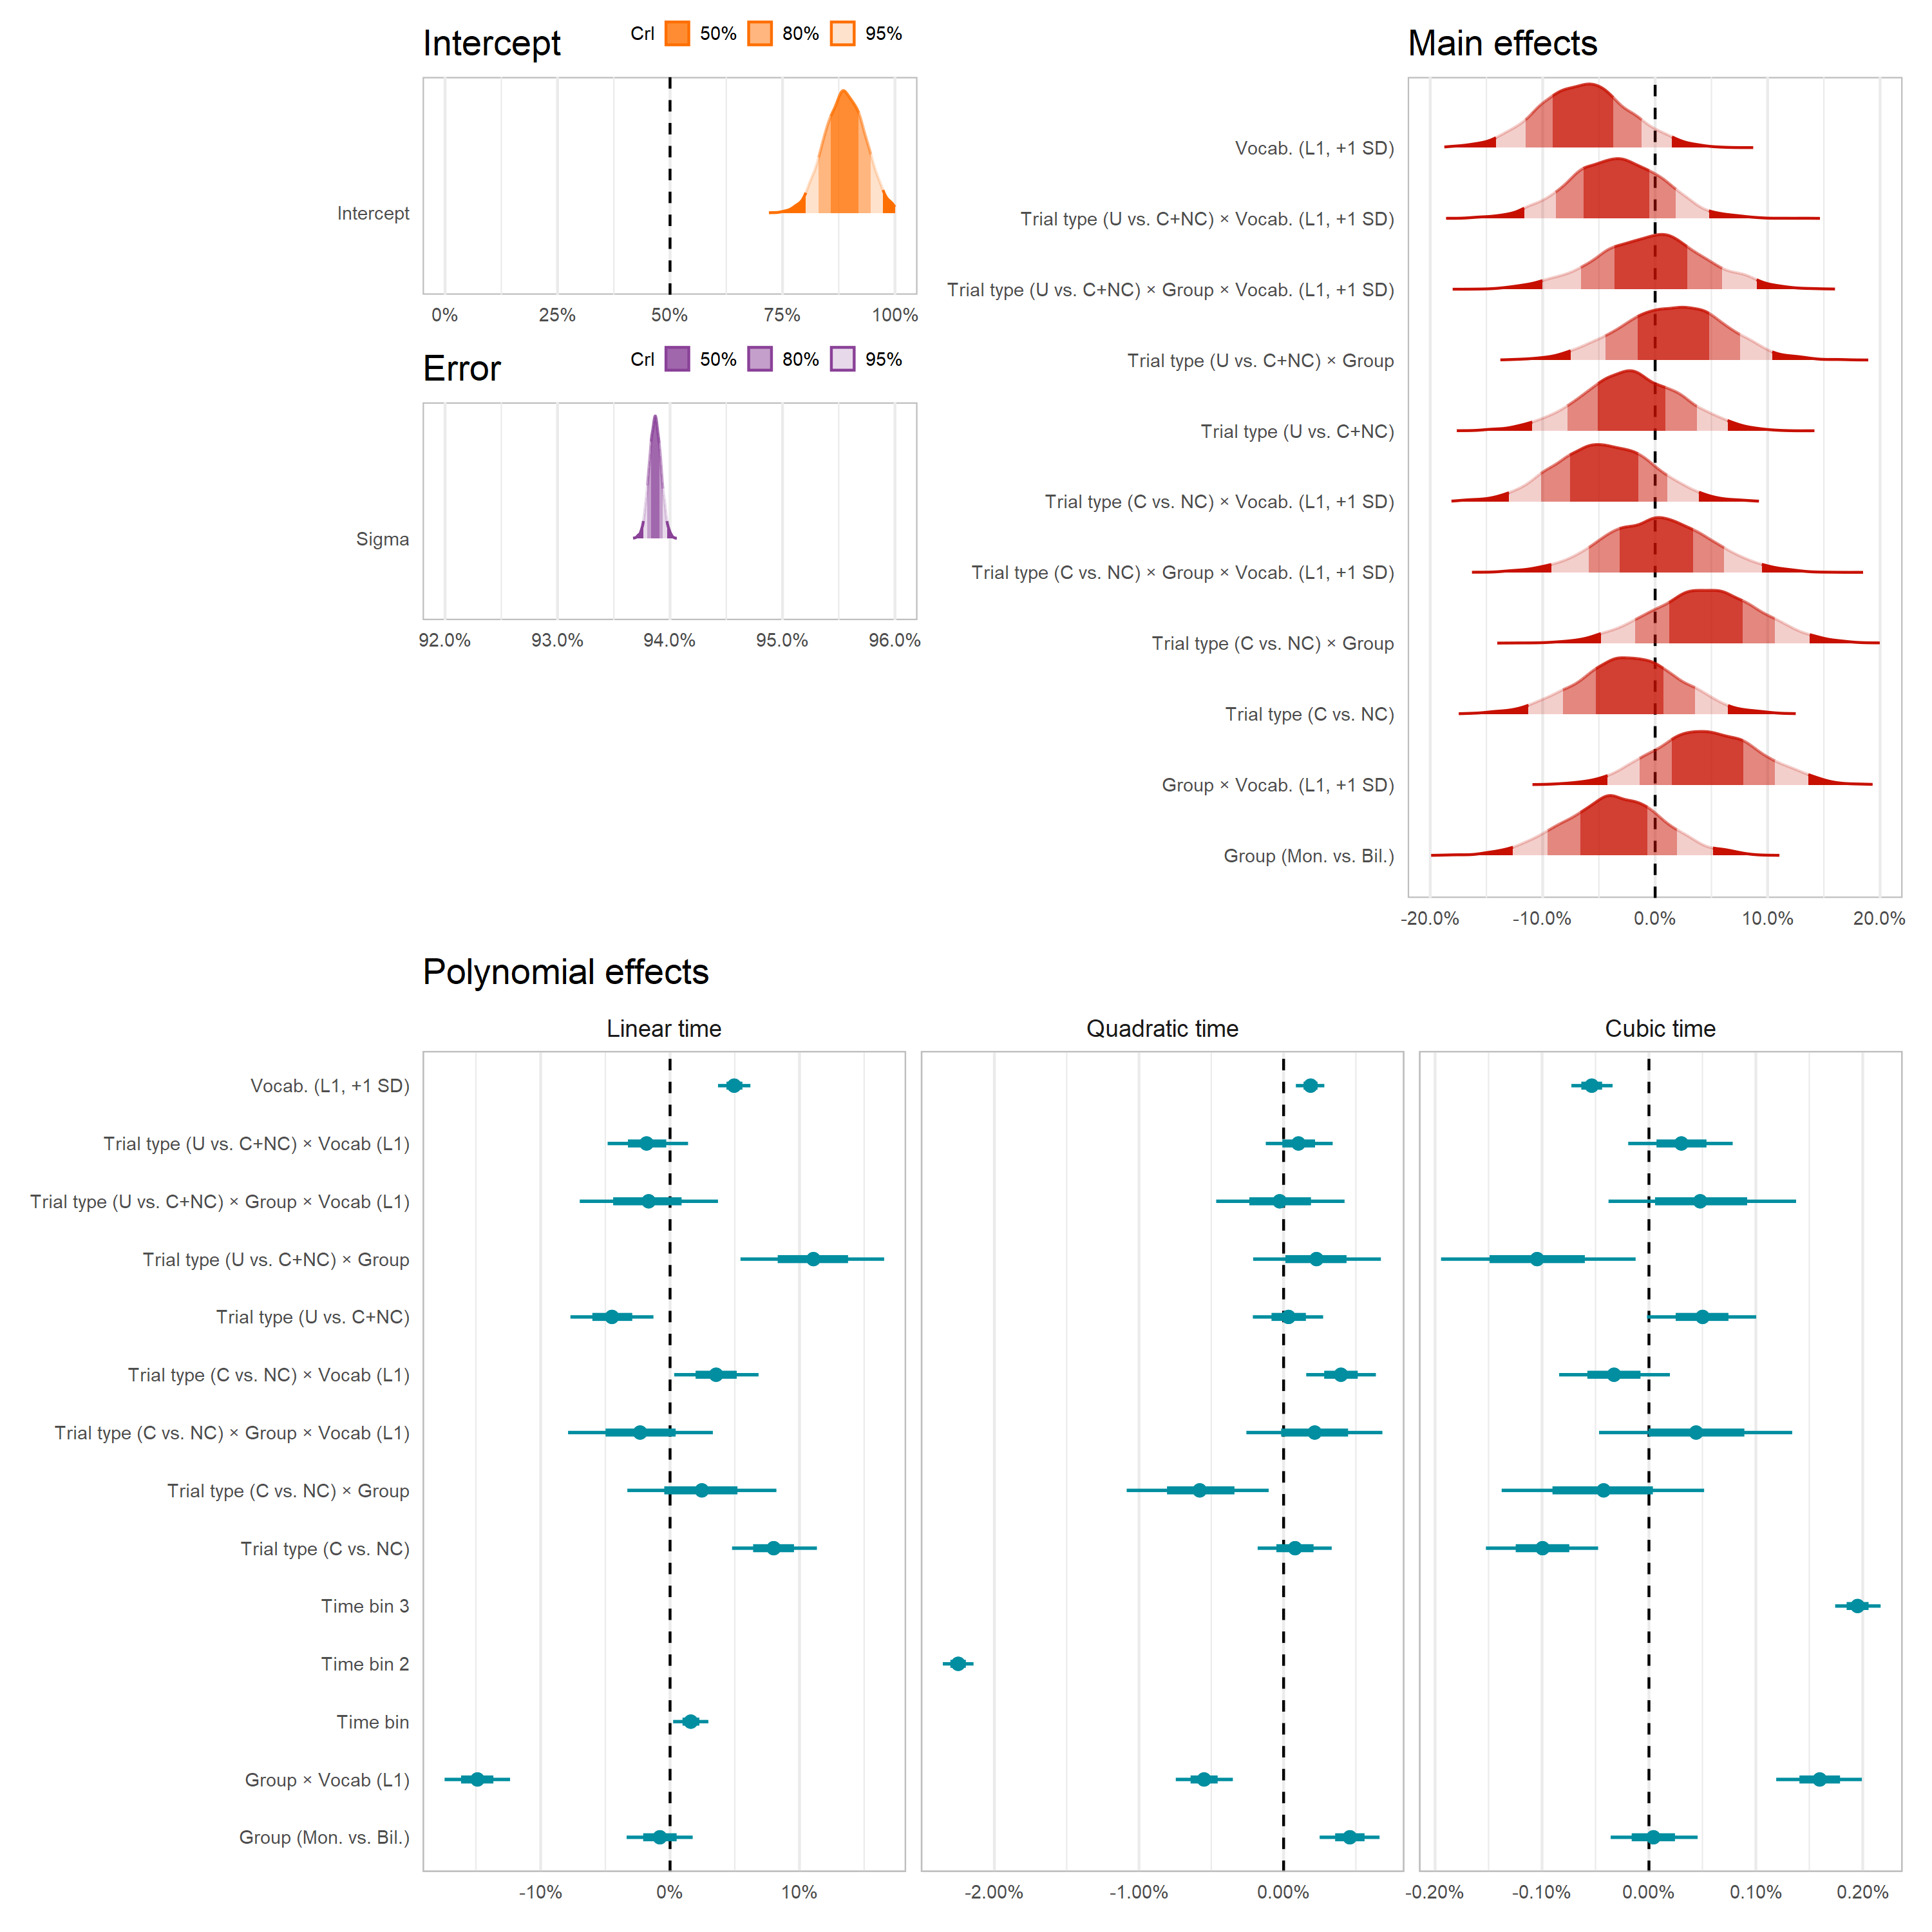 Intercept
CrI 50% 80% 95%
Intercept
0% 25% 50% 75% 100%
Error
CrI 50% 80% 95%
Sigma
92.0% 93.0% 94.0% 95.0% 96.0%
Main effects
Vocab. (L1, +1 SD)
Trial type (U vs. C+NC) × Vocab. (L1, +1 SD)
Trial type (U vs. C+NC) × Group × Vocab. (L1, +1 SD)
Trial type (U vs. C+NC) × Group
Trial type (U vs. C+NC)
Trial type (C vs. NC) × Vocab. (L1, +1 SD)
Trial type (C vs. NC) × Group × Vocab. (L1, +1 SD)
Trial type (C vs. NC) × Group
Trial type (C vs. NC)
Group × Vocab. (L1, +1 SD)
Group (Mon. vs. Bil.)
-20.0% -10.0% 0.0% 10.0% 20.0%
Polynomial effects
Linear time Quadratic time Cubic time
Vocab. (L1, +1 SD)
Trial type (U vs. C+NC) × Vocab (L1)
Trial type (U vs. C+NC) × Group × Vocab (L1)
Trial type (U vs. C+NC) × Group
Trial type (U vs. C+NC)
Trial type (C vs. NC) × Vocab (L1)
Trial type (C vs. NC) × Group × Vocab (L1)
Trial type (C vs. NC) × Group
Trial type (C vs. NC)
Time bin 3
Time bin 2
Time bin
Group × Vocab (L1)
Group (Mon. vs. Bil.)
-10% 0% 10% -2.00% -1.00% 0.00% -0.20% -0.10% 0.00% 0.10% 0.20%